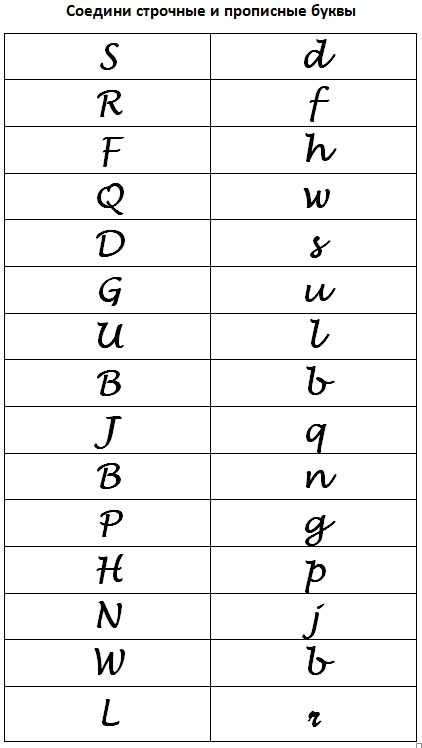 Соедини строчные и прописные буквы
S d
R f
F h
Q w
D s
G u
U l
B b
J q
B n
P g
H p
N j
W b
L r